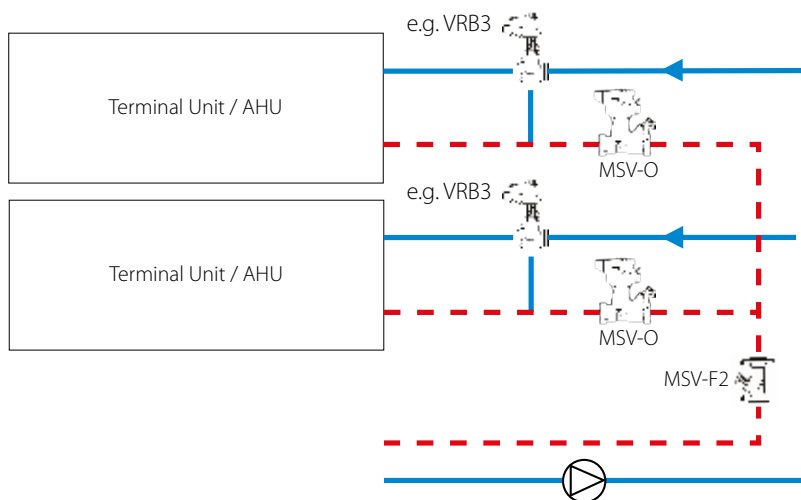 e.g. VRB3
Terminal Unit / AHU
MSV-O
e.g. VRB3
Terminal Unit / AHU
MSV-O
MSV-F2